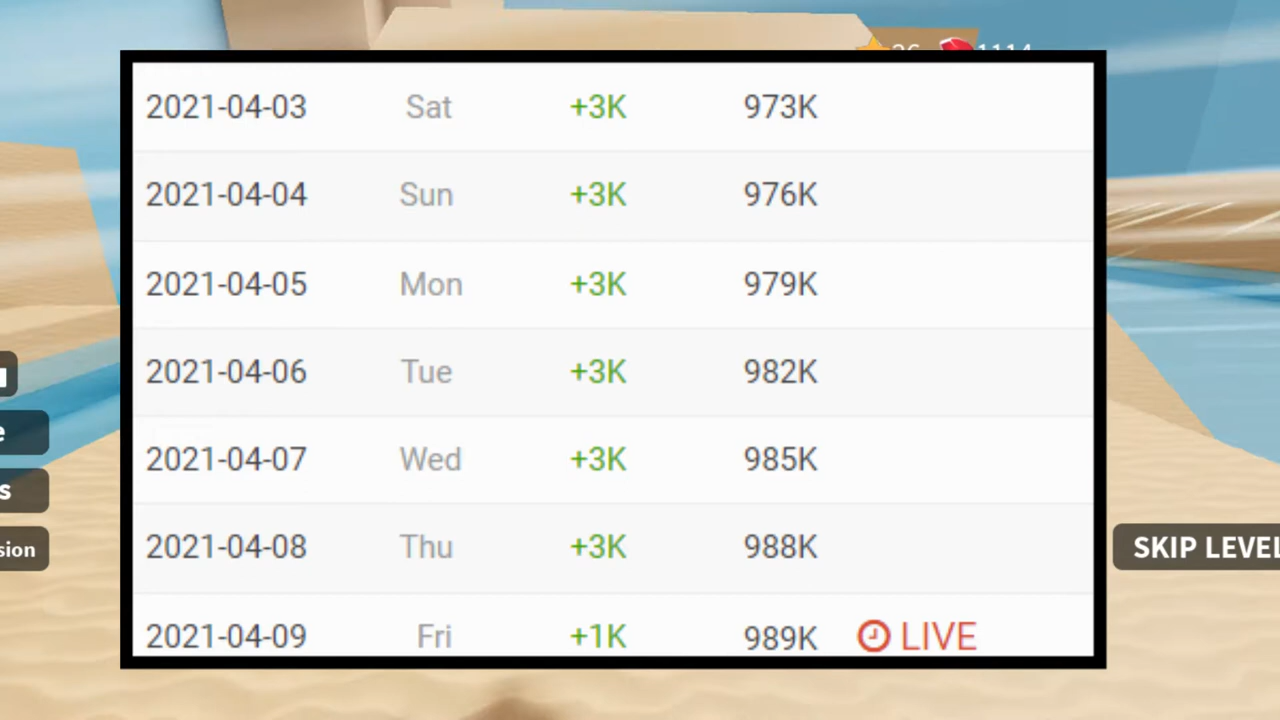 2021-04-03 Sat +3K 973K
2021-04-04 Sun +3K 976K
2021-04-05 Mon +3K 979K
2021-04-06 Tue +3K 982K
2021-04-07 Wed +3K 985K
2021-04-08 Thu +3K 988K
SKIP LEVEL
2021-04-09 Fri +1K 989K LIVE